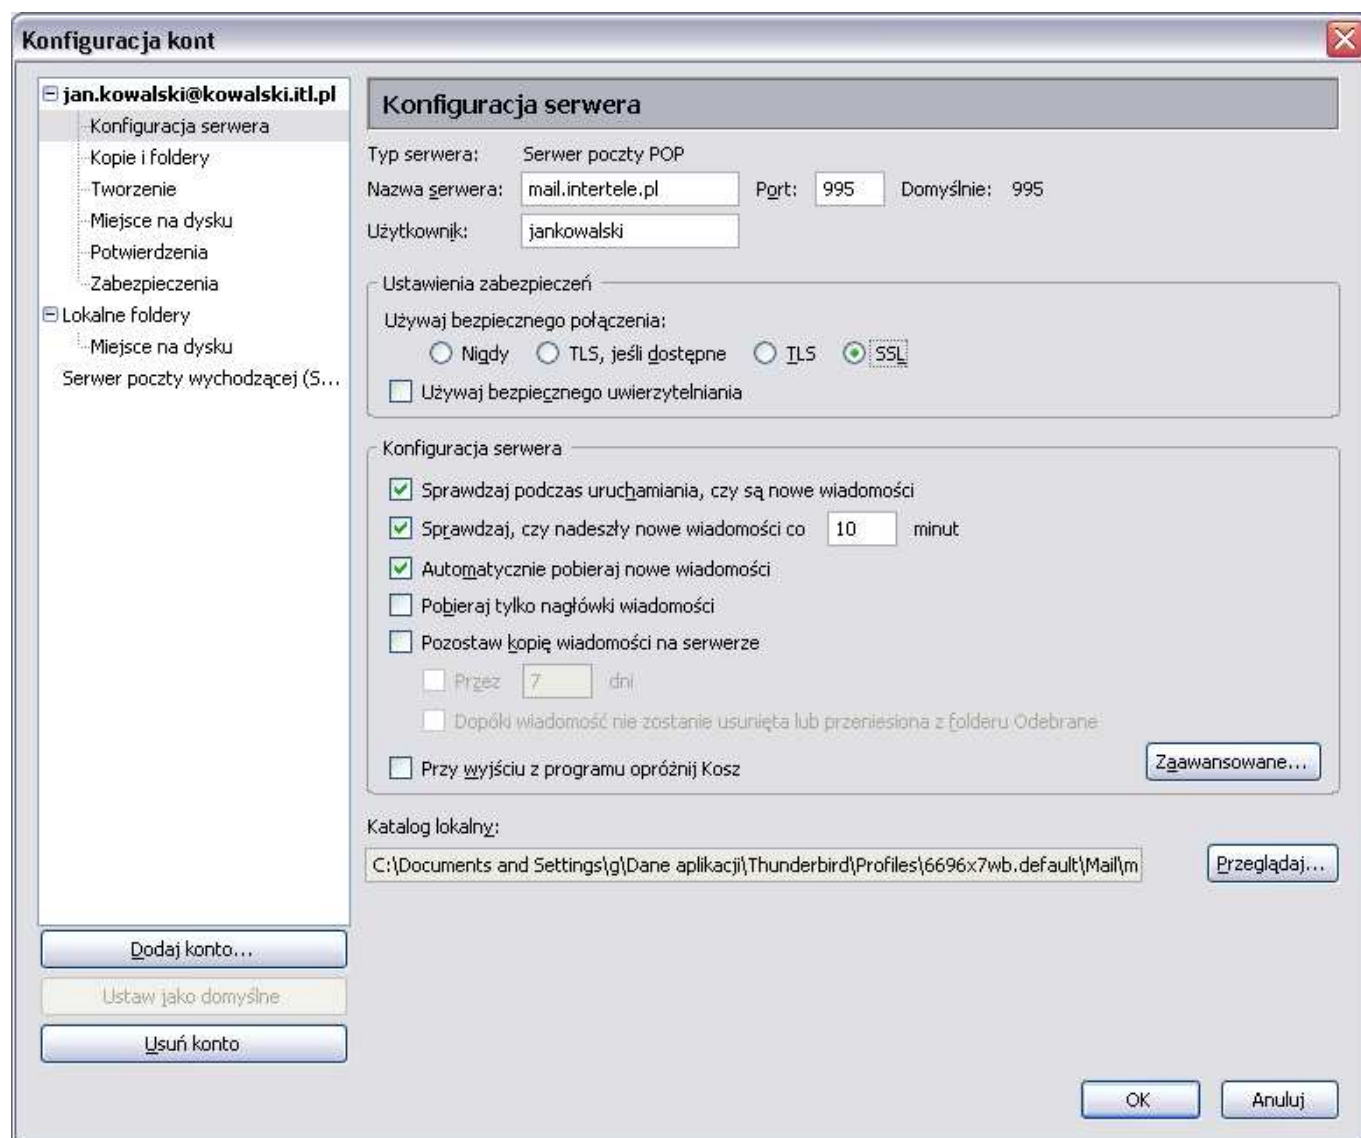 Konfiguracja kont
jan.kowalski@kowalski.itl.pl
Konfiguracja serwera
Kopie i foldery
Tworzenie
Miejsce na dysku
Potwierdzenia
Zabezpieczenia
Lokalne foldery
Miejsce na dysku
Serwer poczty wychodzącej (S...
Dodaj konto...
Ustaw jako domyślne
Usuń konto
Konfiguracja serwera
Typ serwera: Serwer poczty POP
Nazwa serwera: mail.intertele.pl Port: 995 Domyślnie: 995
Użytkownik: jankowalski
Ustawienia zabezpieczeń
Używaj bezpiecznego połączenia:
Nigdy TLS, jeśli dostępne TLS SSL
Używaj bezpiecznego uwierzytelniania
Konfiguracja serwera
Sprawdzaj podczas uruchamiania, czy są nowe wiadomości
Sprawdzaj, czy nadeszły nowe wiadomości co 10 minut
Automatycznie pobieraj nowe wiadomości
Pobieraj tylko nagłówki wiadomości
Pozostaw kopię wiadomości na serwerze
Przez 7 dni
Dopóki wiadomość nie zostanie usunięta lub przeniesiona z folderu Odebrane
Przy wyjściu z programu opróżnij Kosz
Zaawansowane...
Katalog lokalny:
C:\Documents and Settings\g\Dane aplikacji\Thunderbird\Profiles\6696x7wb.default\Mail\m
Przeglądaj...
OK Anuluj